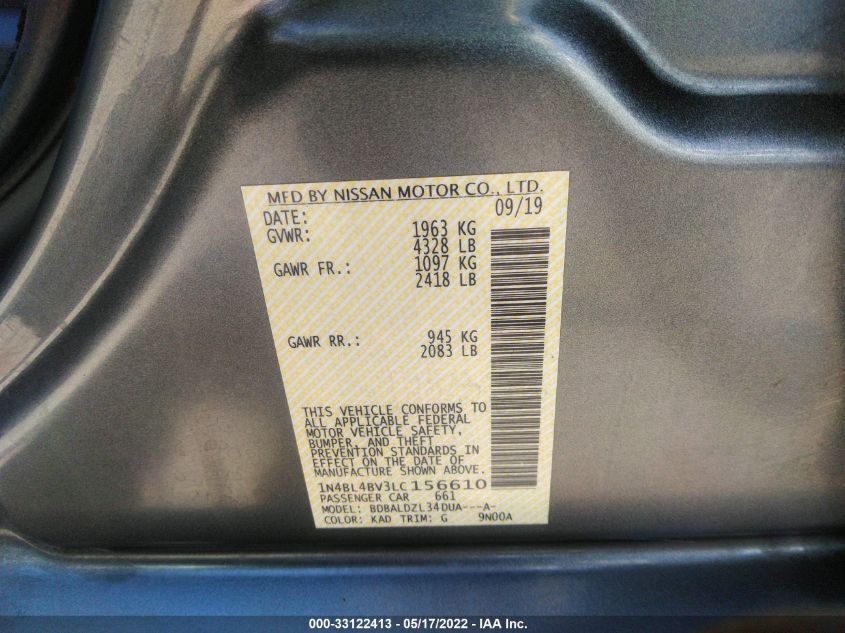 MFD BY NISSAN MOTOR CO., LTD.
DATE: 09/19
GVWR: 1963 KG
4328 LB
GAWR FR.: 1097 KG
2418 LB
GAWR RR.: 945 KG
2083 LB
THIS VEHICLE CONFORMS TO
ALL APPLICABLE FEDERAL
MOTOR VEHICLE SAFETY,
BUMPER, AND THEFT
PREVENTION STANDARDS IN
EFFECT ON THE DATE OF
MANUFACTURE SHOWN ABOVE.
1N4BL4BV3LC156610
PASSENGER CAR 661
MODEL: BDBALDZL34DUA---A-
COLOR: KAD TRIM: G 9N00A
000-33122413 - 05/17/2022 - IAA Inc.